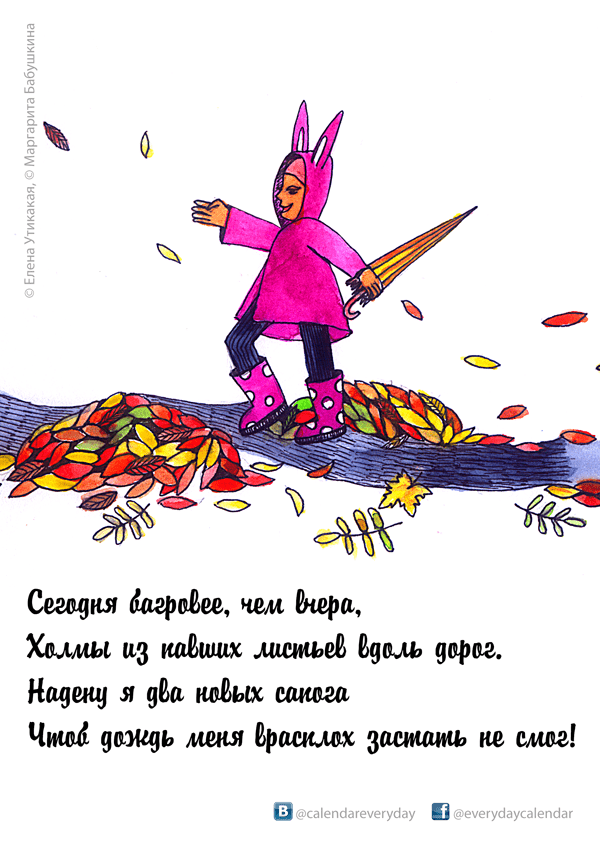 © Елена Утикакая, © Маргарита Бабушкина
Сегодня багровее, чем вчера,
Холмы из павших листьев вдоль дорог.
Надену я два новых сапога
Чтоб дождь меня врасплох застать не смог!
B @calendareveryday f @everydaycalendar